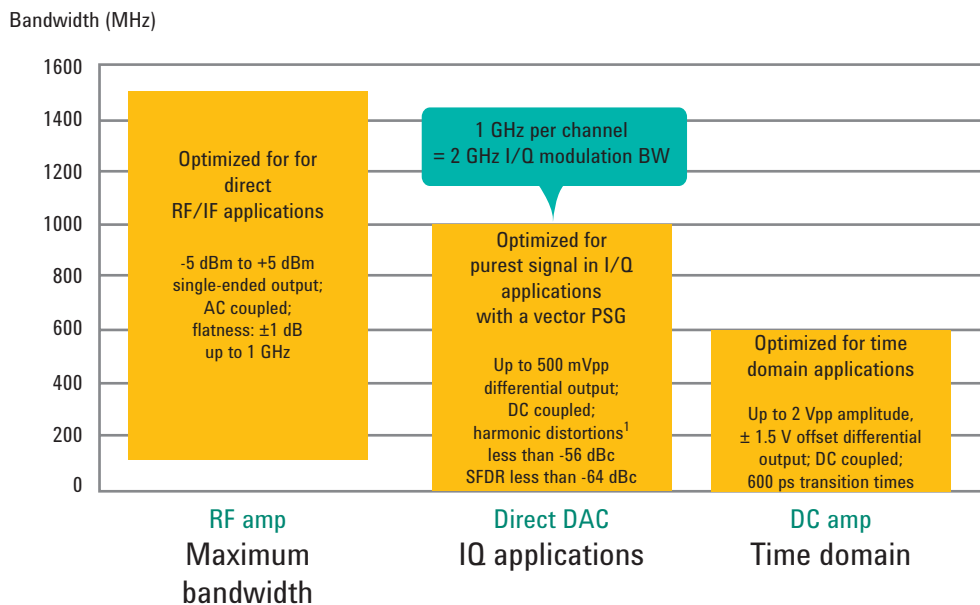 Bandwidth (MHz)
1600
1400
1200
1000
800
600
400
200
0
Optimized for for
direct
RF/IF applications
-5 dBm to +5 dBm
single-ended output;
AC coupled;
flatness: ±1 dB
up to 1 GHz
1 GHz per channel
= 2 GHz I/Q modulation BW
Optimized for
purest signal in I/Q
applications
with a vector PSG
Up to 500 mVpp
differential output;
DC coupled;
harmonic distortions¹
less than -56 dBc
SFDR less than -64 dBc
Optimized for time
domain applications
Up to 2 Vpp amplitude,
± 1.5 V offset differential
output; DC coupled;
600 ps transition times
RF amp
Maximum
bandwidth
Direct DAC
IQ applications
DC amp
Time domain